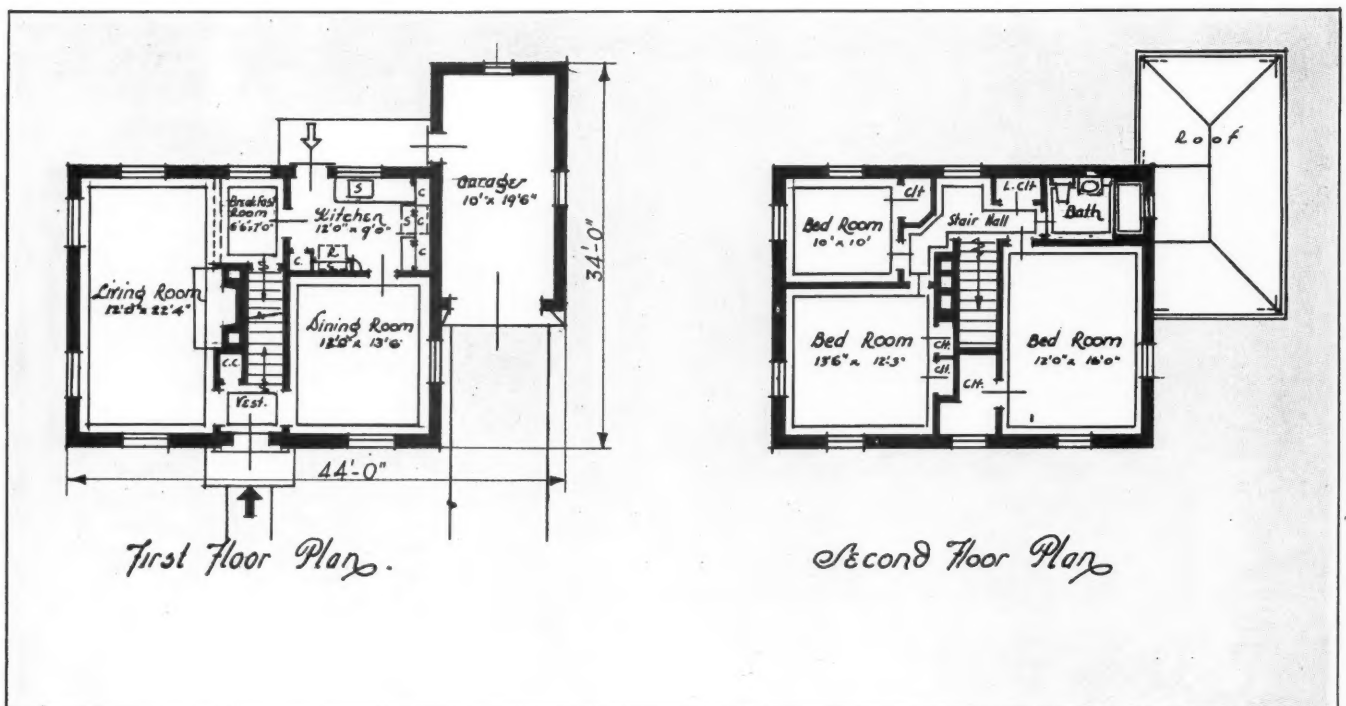 Living Room
12'0" x 22'4"
Breakfast
Room
6'6" x 7'0"
Kitchen
12'0" x 9'0"
S
C
S
C
C
C.
R
S
Garage
10' x 19'6"
Dining Room
12'0" x 13'6"
C.C.
Vest.
34'-0"
44'-0"
First Floor Plan.
Roof
Bed Room
10' x 10'
Clt
L.Clt
Stair Hall
Bath
Bed Room
13'6" x 12'3"
Clt.
Clt.
Clt.
Bed Room
12'0" x 16'0"
Second Floor Plan